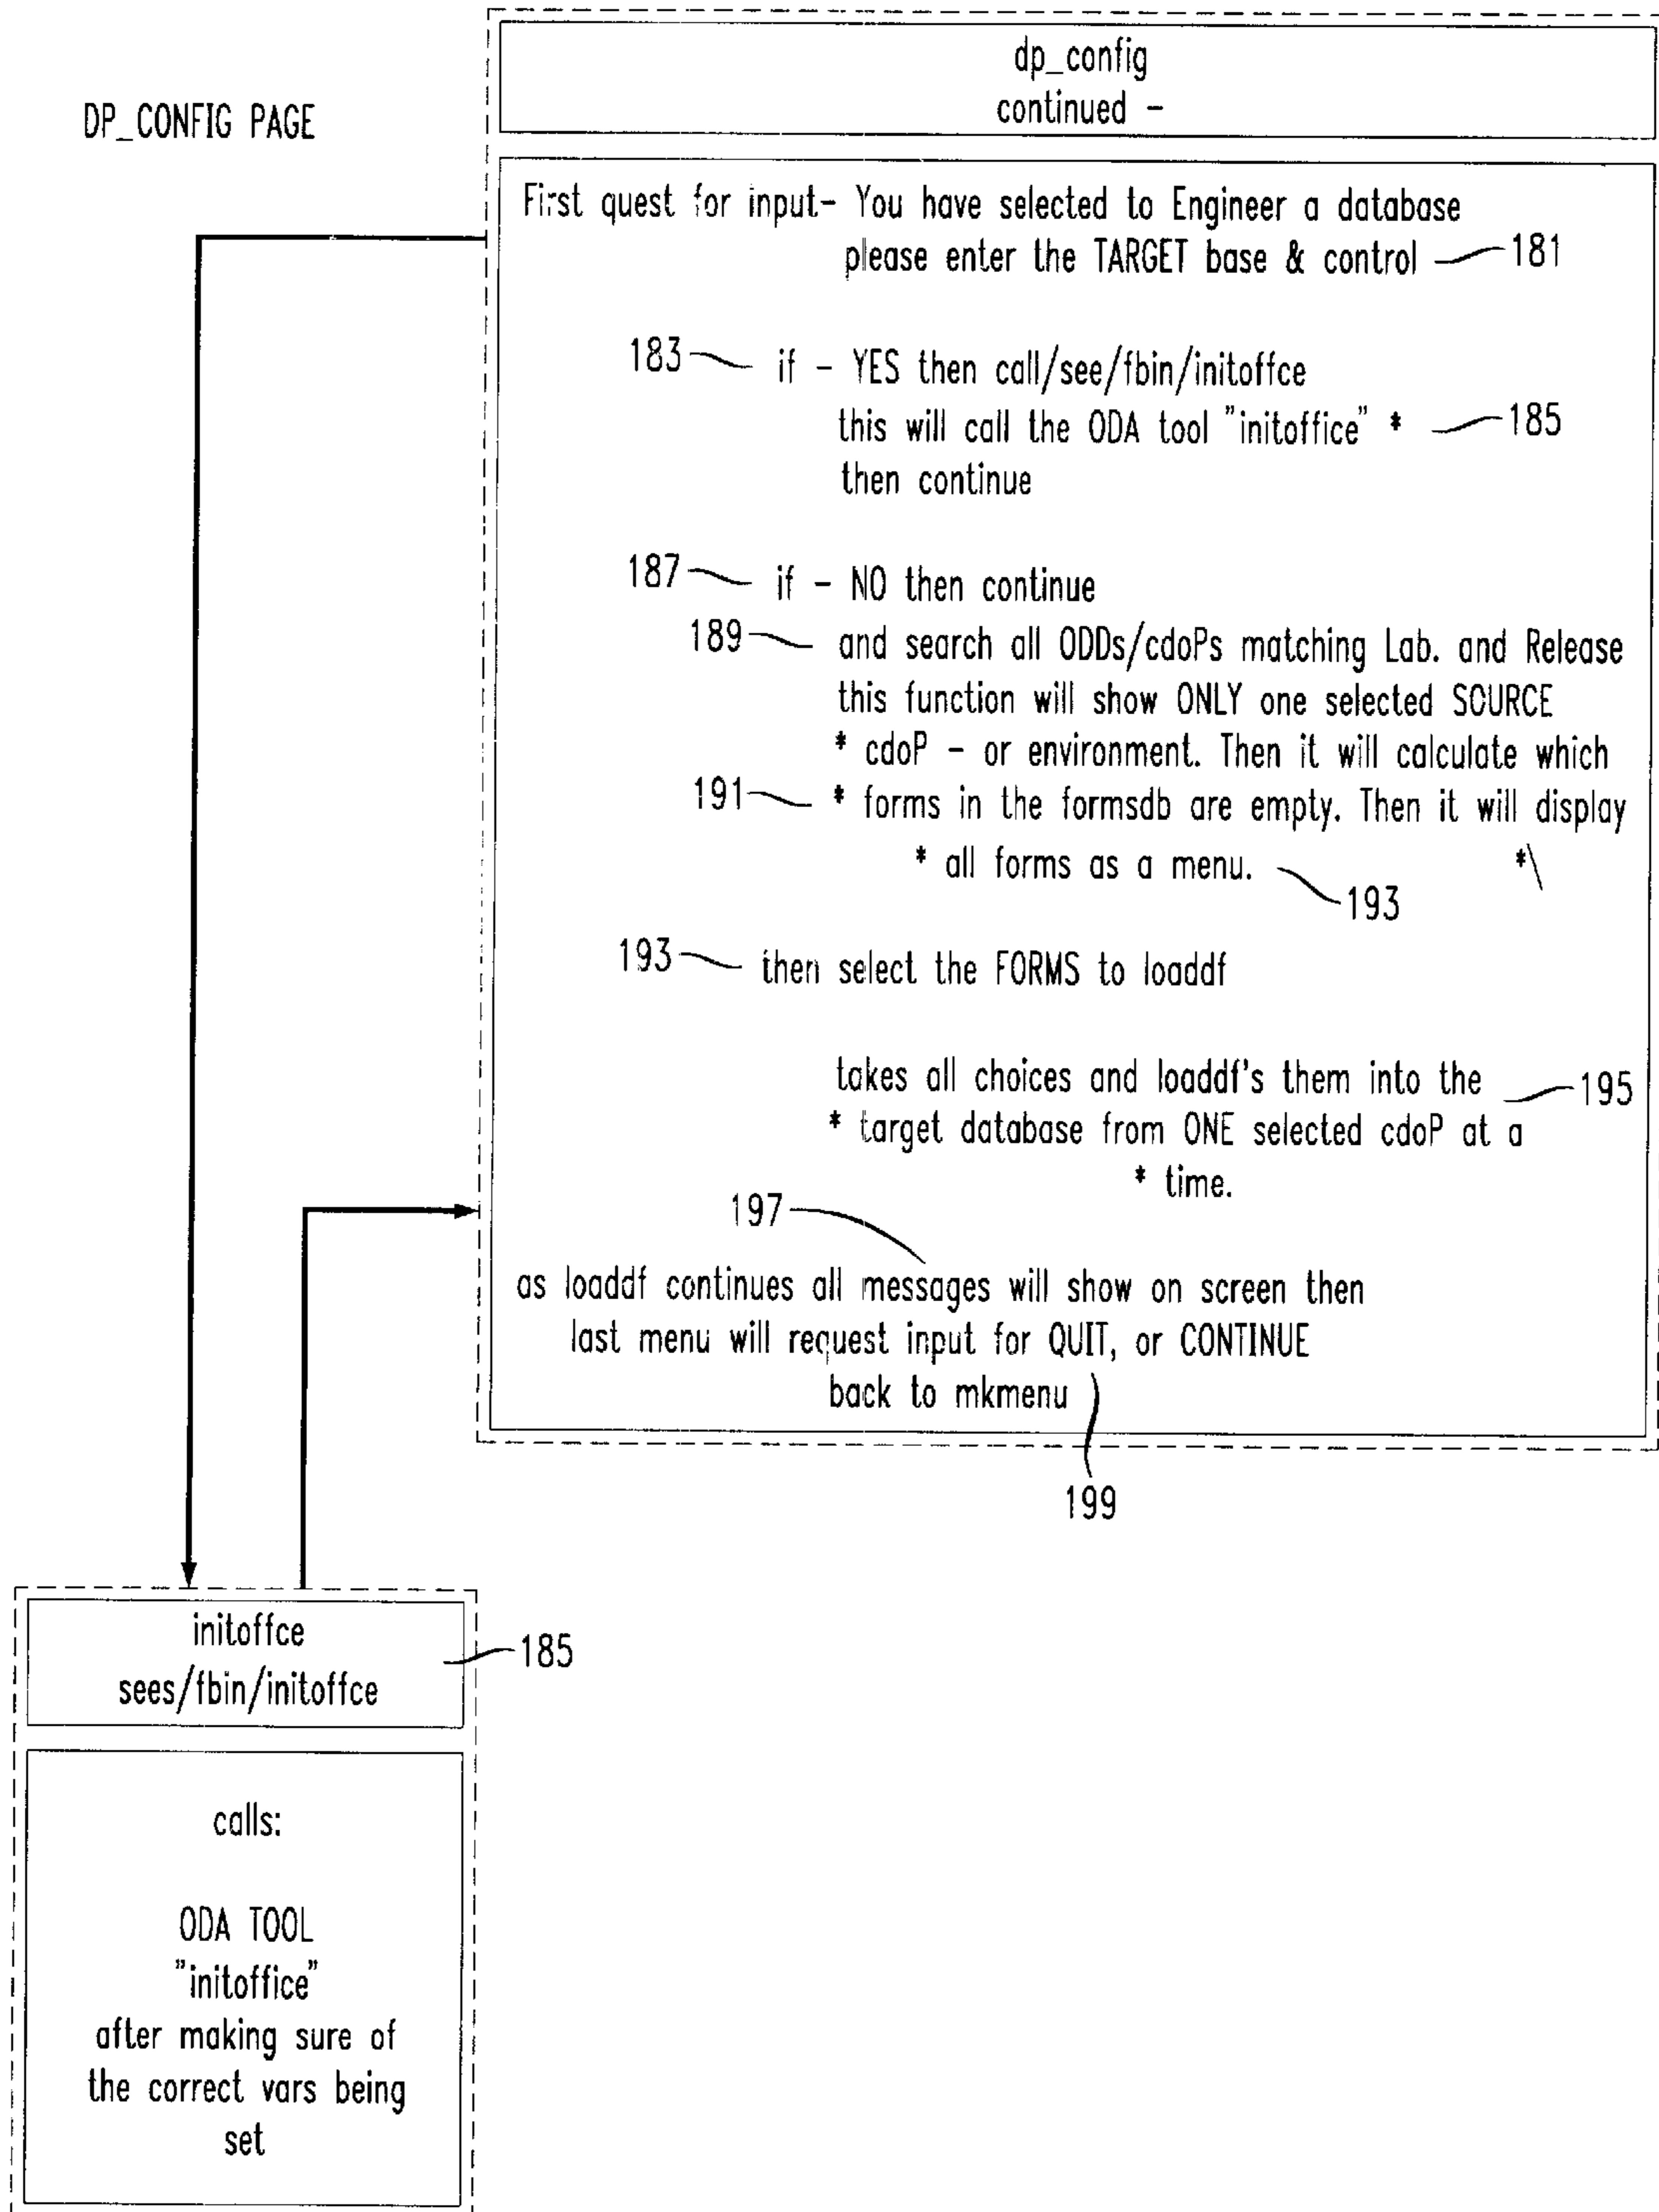 DP_CONFIG PAGE
dp_config
continued -
First quest for input- You have selected to Engineer a database
please enter the TARGET base & control 181
183 if - YES then call/see/fbin/initoffce
this will call the ODA tool "initoffice" * 185
then continue
187 if - NO then continue
189 and search all ODDs/cdoPs matching Lab. and Release
this function will show ONLY one selected SOURCE
* cdoP - or environment. Then it will calculate which
191 * forms in the formsdb are empty. Then it will display
* all forms as a menu. *\
193
193 then select the FORMS to loaddf
takes all choices and loaddf's them into the 195
* target database from ONE selected cdoP at a
* time.
197
as loaddf continues all messages will show on screen then
last menu will request input for QUIT, or CONTINUE
back to mkmenu
199
initoffce 185
sees/fbin/initoffce
calls:
ODA TOOL
"initoffice"
after making sure of
the correct vars being
set